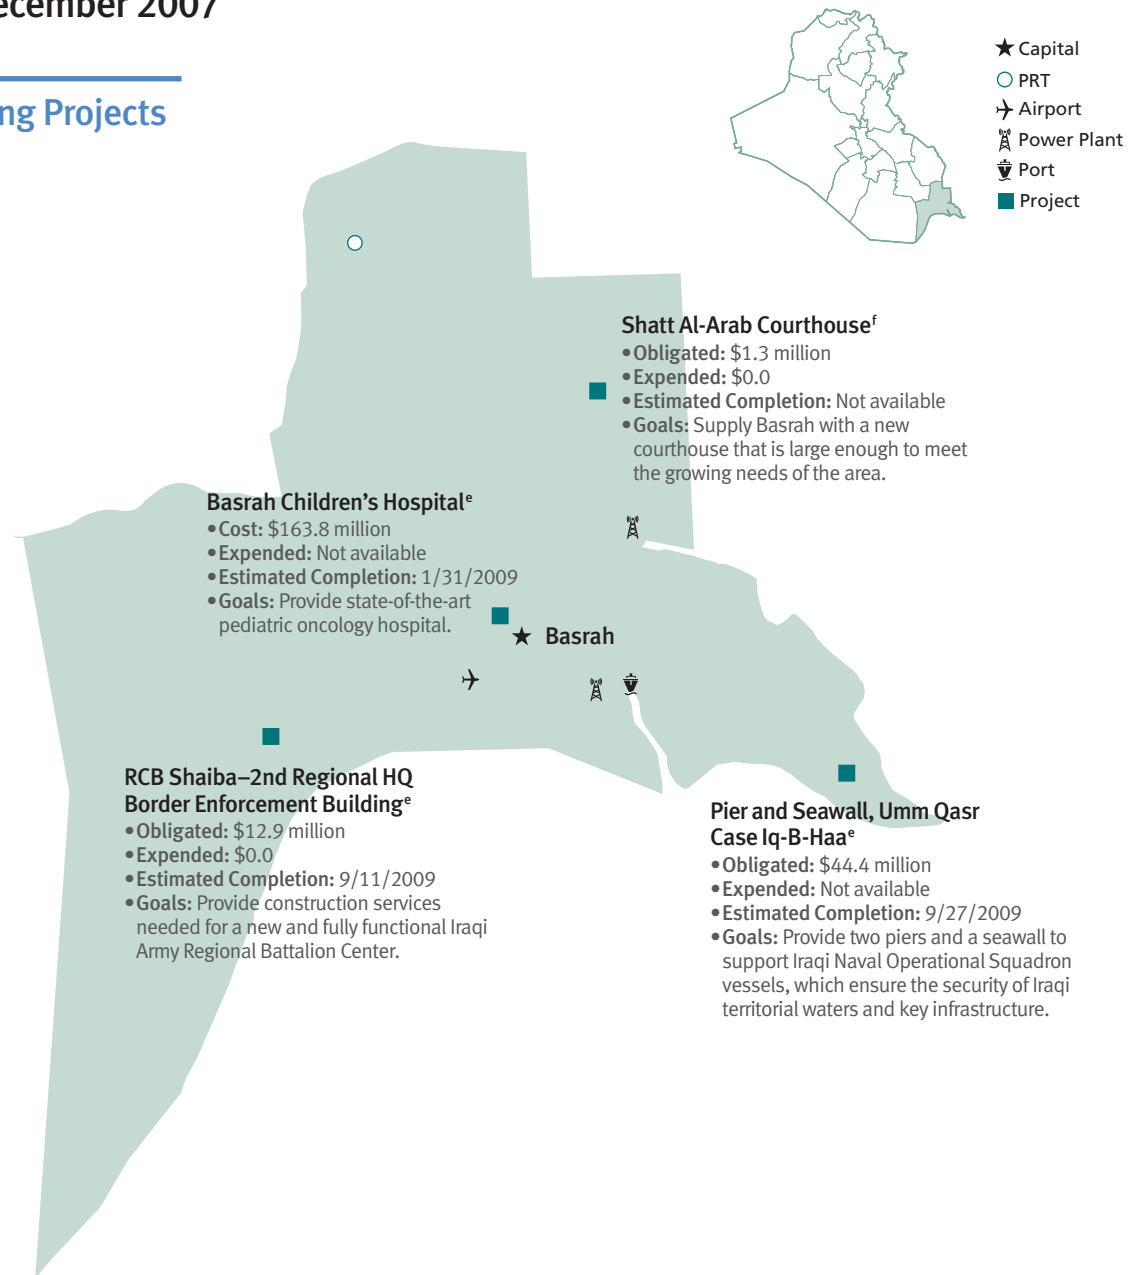 ecember 2007
ng Projects
Capital
PRT
Airport
Power Plant
Port
Project
Shatt Al-Arab Courthouseᶠ
•Obligated: $1.3 million
•Expended: $0.0
•Estimated Completion: Not available
•Goals: Supply Basrah with a new
courthouse that is large enough to meet
the growing needs of the area.
Basrah Children’s Hospitalᵉ
•Cost: $163.8 million
•Expended: Not available
•Estimated Completion: 1/31/2009
•Goals: Provide state-of-the-art
pediatric oncology hospital.
Basrah
RCB Shaiba–2nd Regional HQ
Border Enforcement Buildingᵉ
•Obligated: $12.9 million
•Expended: $0.0
•Estimated Completion: 9/11/2009
•Goals: Provide construction services
needed for a new and fully functional Iraqi
Army Regional Battalion Center.
Pier and Seawall, Umm Qasr
Case Iq-B-Haaᵉ
•Obligated: $44.4 million
•Expended: Not available
•Estimated Completion: 9/27/2009
•Goals: Provide two piers and a seawall to
support Iraqi Naval Operational Squadron
vessels, which ensure the security of Iraqi
territorial waters and key infrastructure.